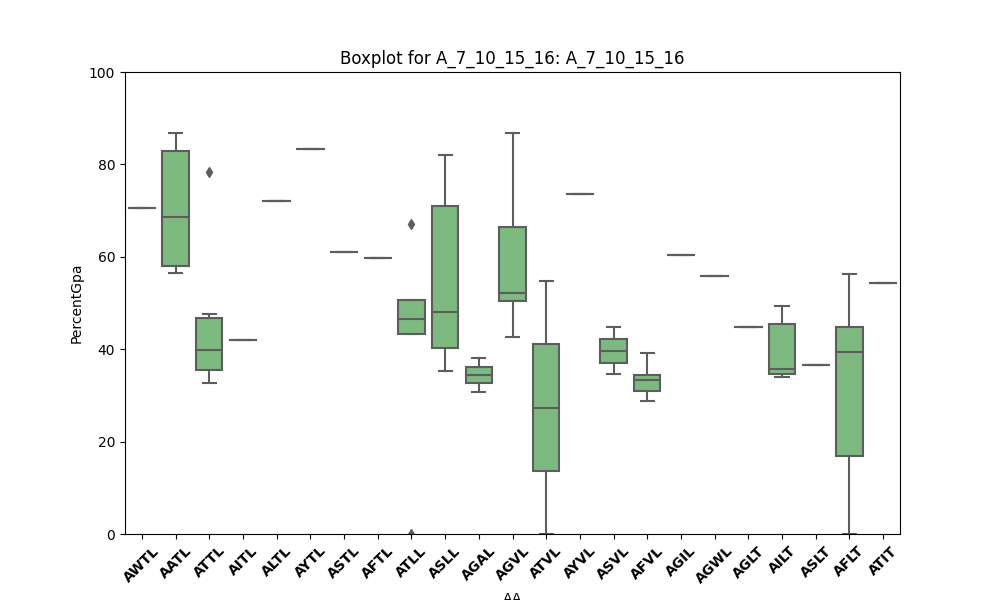 Boxplot for A_7_10_15_16: A_7_10_15_16
100
80
60
40
20
0
PercentGpa
AWTL AATL ATTL AITL ALTL AYTL ASTL AFTL ATLL ASLL AGAL AGVL ATVL AYVL ASVL AFVL AGIL AGWL AGLT AILT ASLT AFLT ATIT
AA